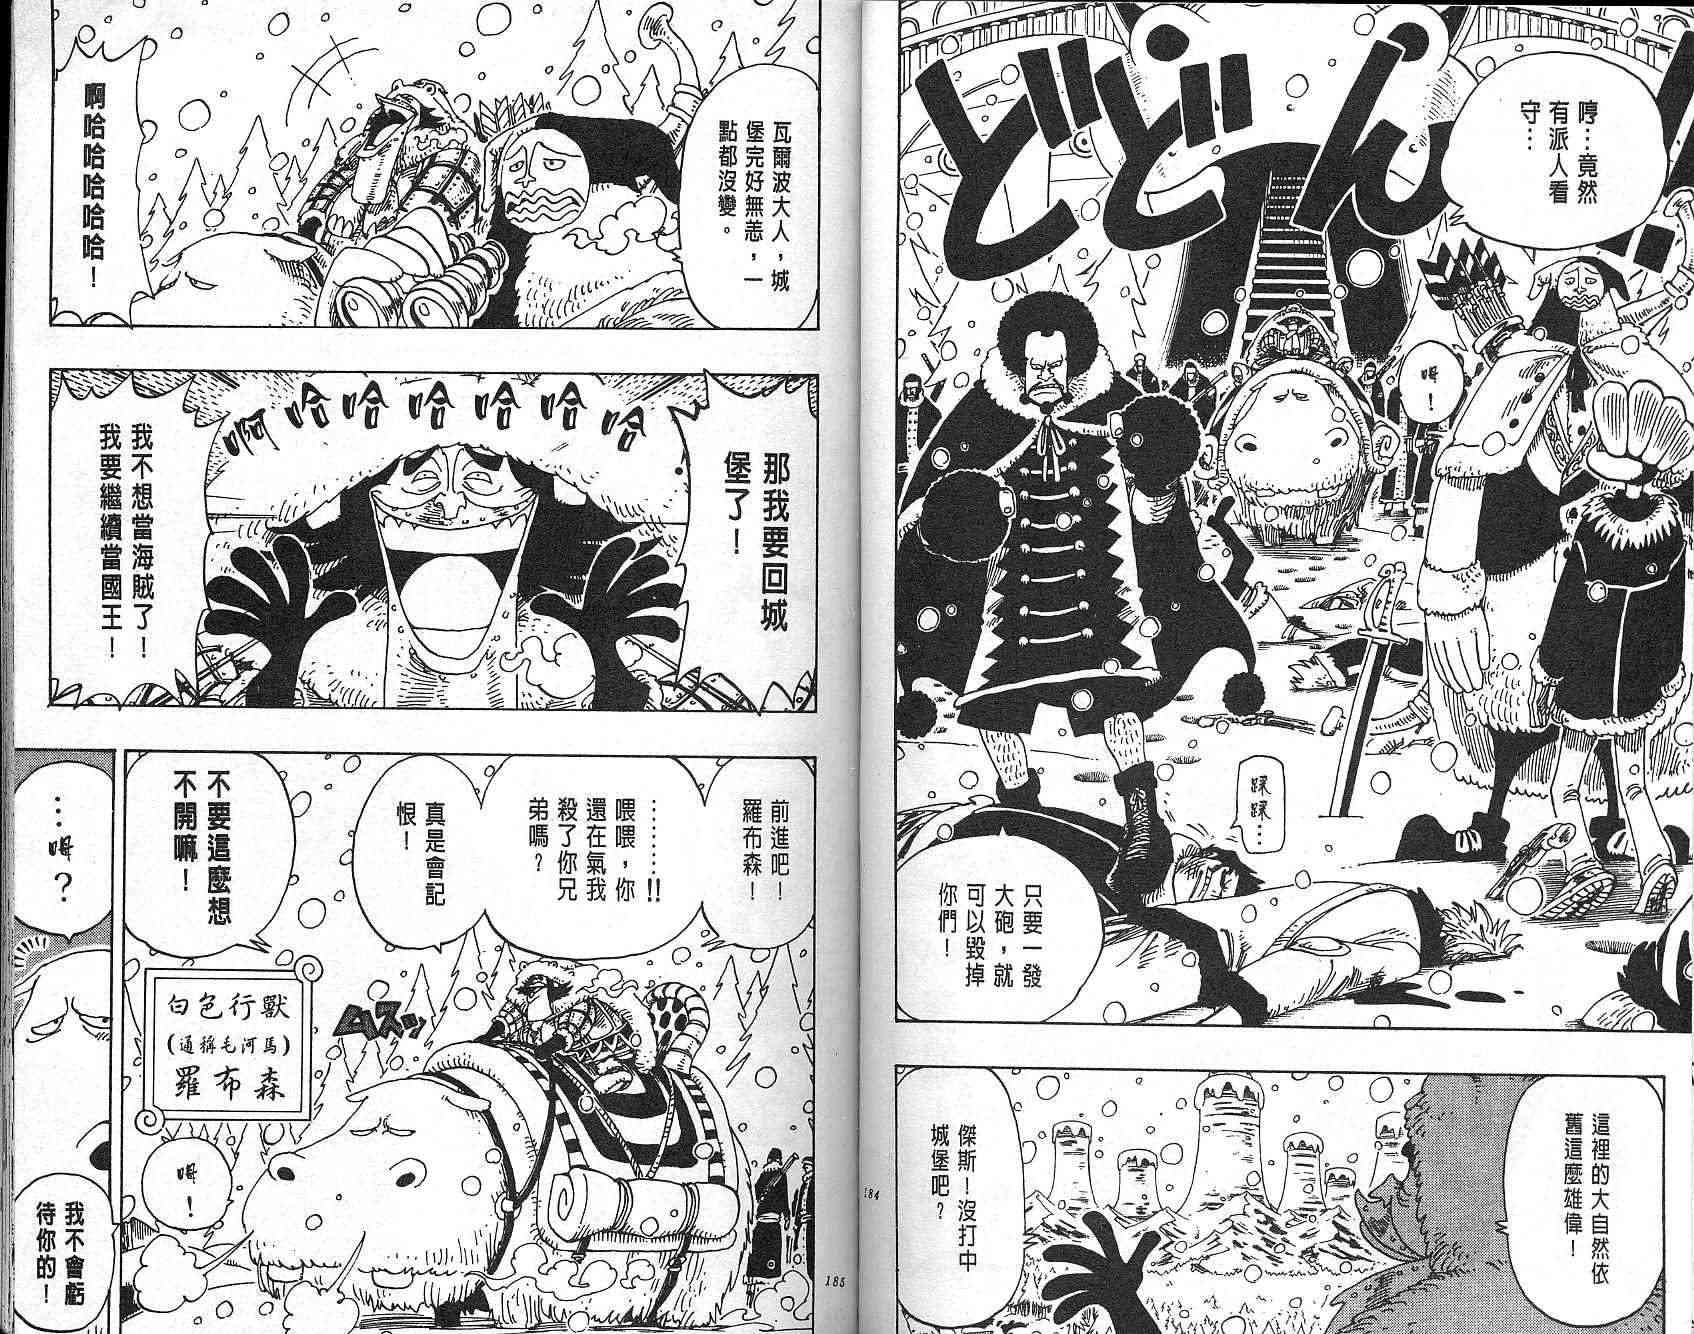 哼…竟然
有派人看
守…
どどーん!!
哞！
踩踩…
只要一發
大砲，就
可以毀掉
你們！
這裡的大自然依
舊這麼雄偉！
傑斯！沒打中
城堡吧？
184
瓦爾波大人，城
堡完好無恙，一
點都沒變。
啊哈哈哈哈哈！
那我要回城
堡了！
啊哈哈哈哈哈哈
我不想當海賊了！
我要繼續當國王！
前進吧！
羅布森！
………!!
喂喂，你
還在氣我
殺了你兄
弟嗎？
真是會記
恨！
不要這麼想
不開嘛！
白色行獸
(通稱毛河馬)
羅布森
ムスッ
哞！
…哞？
我不會虧
待你的！
185